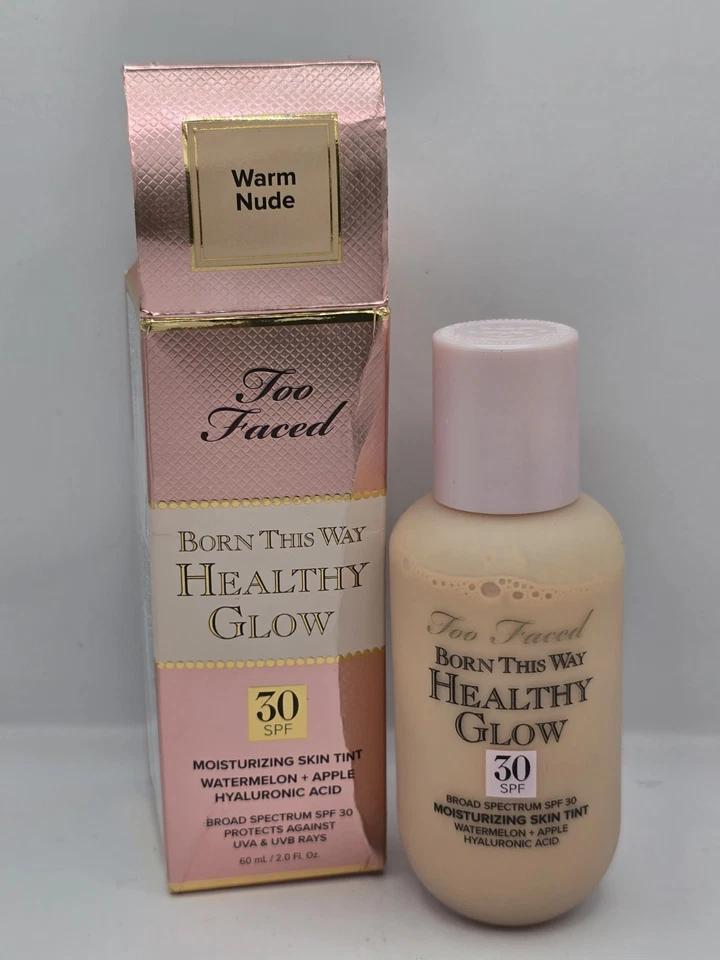 Warm
Nude
Too
Faced
BORN THIS WAY
HEALTHY
GLOW
30
SPF
MOISTURIZING SKIN TINT
WATERMELON + APPLE
HYALURONIC ACID
BROAD SPECTRUM SPF 30
PROTECTS AGAINST
UVA & UVB RAYS
60 mL / 2.0 Fl. Oz.
Too Faced
BORN THIS WAY
HEALTHY
GLOW
30
SPF
BROAD SPECTRUM SPF 30
MOISTURIZING SKIN TINT
WATERMELON + APPLE
HYALURONIC ACID